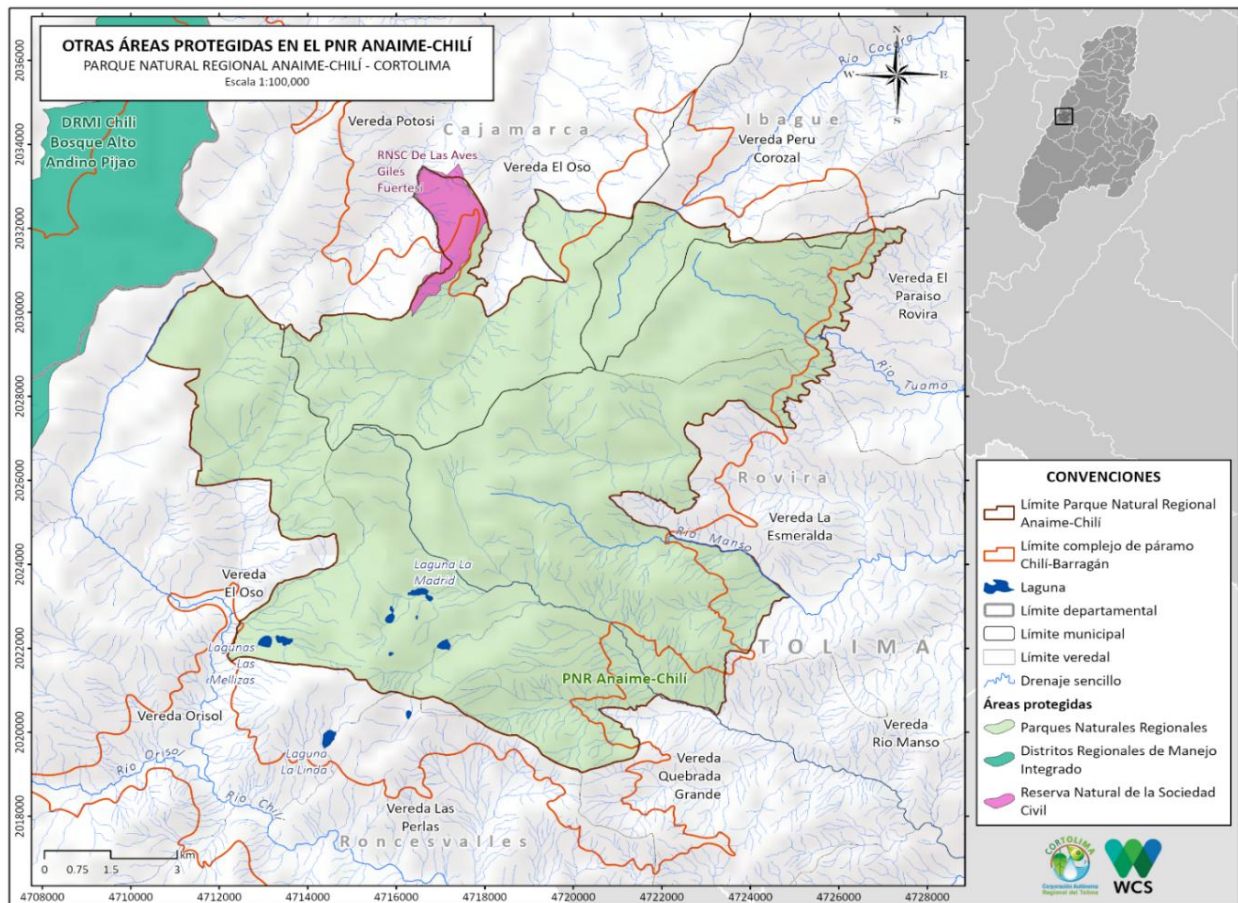 OTRAS ÁREAS PROTEGIDAS EN EL PNR ANAIME-CHILÍ
PARQUE NATURAL REGIONAL ANAIME-CHILÍ - CORTOLIMA
Escala 1:100,000
N
W
E
S
Rio Cocora
DRMI Chili
Bosque Alto
Andino Pijao
Vereda Potosi
Cajamarca
Ibague
Vereda Peru
Corozal
RNSC De Las Aves
Giles
Fuertesi
Vereda El Oso
Vereda El
Paraiso
Rovira
Rio Tuamo
Rovira
Vereda La
Esmeralda
Rio Manso
Vereda
El Oso
Laguna La
Madrid
Lagunas
Las
Mellizas
TOLIMA
PNR Anaime-Chilí
Vereda Orisol
Vereda
Rio Manso
Laguna
La Linda
Vereda
Quebrada
Grande
Rio Orisol
Rio Chili
Vereda Las
Perlas
Roncesvalles
km
0 0.75 1.5 3
4708000 4710000 4712000 4714000 4716000 4718000 4720000 4722000 4724000 4726000 4728000
2036000
2034000
2032000
2030000
2028000
2026000
2024000
2022000
2020000
2018000
CONVENCIONES
Límite Parque Natural Regional
Anaime-Chilí
Límite complejo de páramo
Chilí-Barragán
Laguna
Límite departamental
Límite municipal
Límite veredal
Drenaje sencillo
Áreas protegidas
Parques Naturales Regionales
Distritos Regionales de Manejo
Integrado
Reserva Natural de la Sociedad
Civil
CORTOLIMA
Corporación Autónoma
Regional del Tolima
WCS